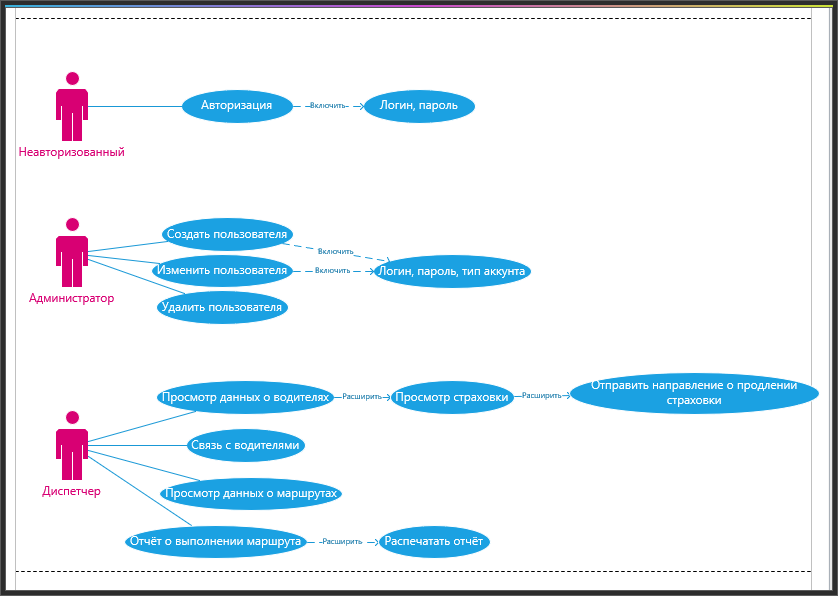 Авторизация
Включить
Логин, пароль
Неавторизованный
Создать пользователя
Включить
Изменить пользователя
Включить
Логин, пароль, тип аккунта
Удалить пользователя
Администратор
Просмотр данных о водителях
Расширить
Просмотр страховки
Расширить
Отправить направление о продлении
страховки
Связь с водителями
Диспетчер
Просмотр данных о маршрутах
Отчёт о выполнении маршрута
Расширить
Распечатать отчёт